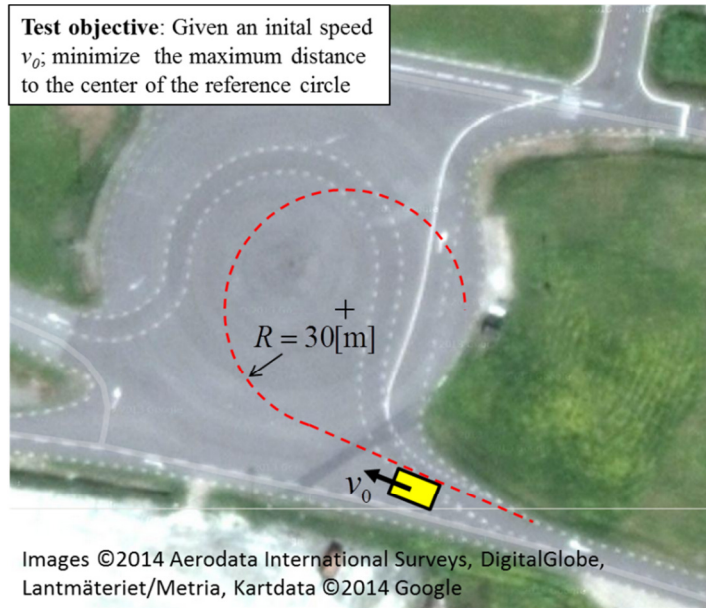 Test objective: Given an inital speed
v₀; minimize the maximum distance
to the center of the reference circle
R = 30[m]
v₀
Images ©2014 Aerodata International Surveys, DigitalGlobe,
Lantmäteriet/Metria, Kartdata ©2014 Google